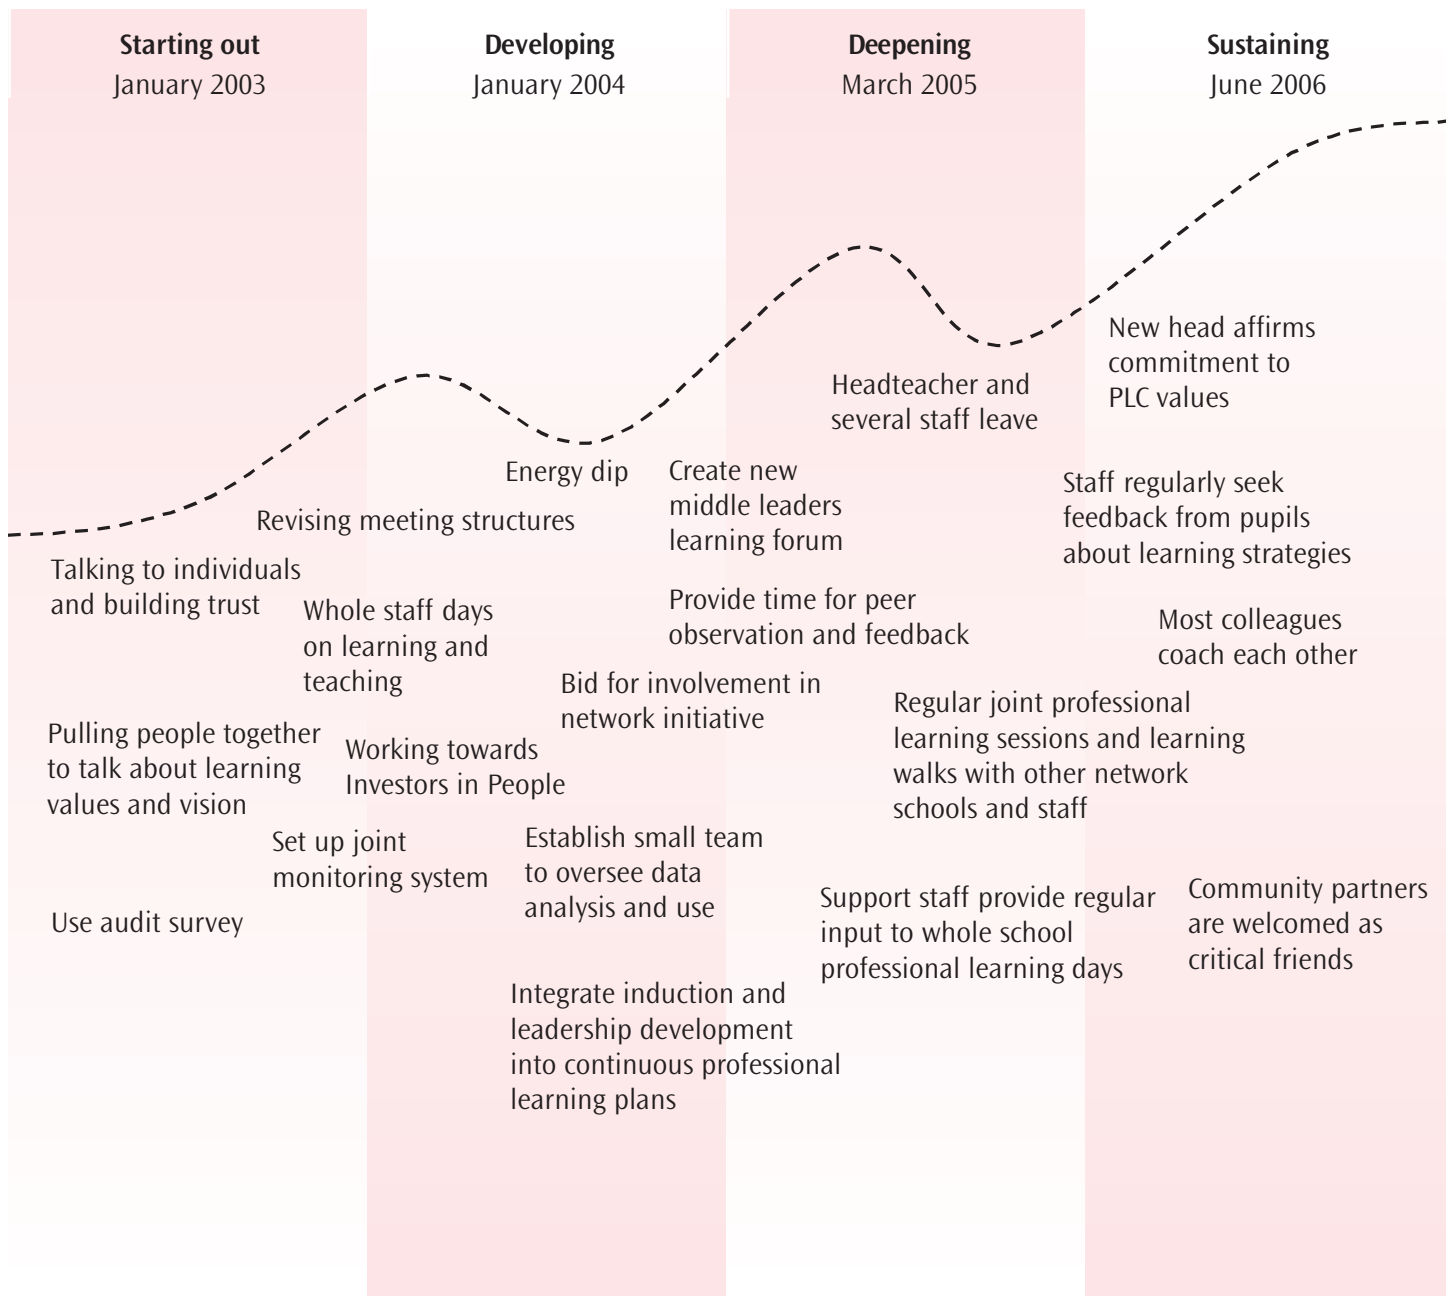 Starting out
January 2003
Developing
January 2004
Deepening
March 2005
Sustaining
June 2006
New head affirms
commitment to
PLC values
Headteacher and
several staff leave
Energy dip
Create new
middle leaders
learning forum
Staff regularly seek
feedback from pupils
about learning strategies
Revising meeting structures
Talking to individuals
and building trust
Whole staff days
on learning and
teaching
Provide time for peer
observation and feedback
Most colleagues
coach each other
Bid for involvement in
network initiative
Regular joint professional
learning sessions and learning
walks with other network
schools and staff
Pulling people together
to talk about learning
values and vision
Working towards
Investors in People
Set up joint
monitoring system
Establish small team
to oversee data
analysis and use
Support staff provide regular
input to whole school
professional learning days
Community partners
are welcomed as
critical friends
Use audit survey
Integrate induction and
leadership development
into continuous professional
learning plans